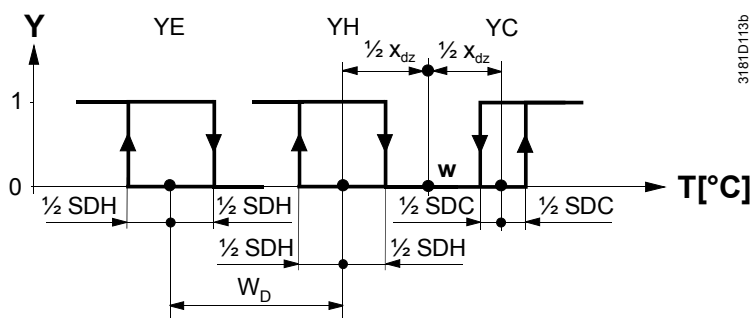 Y YE YH YC
½ x_dz ½ x_dz
3181D113b
1
w
0
T[°C]
½ SDH ½ SDH ½ SDC ½ SDC
½ SDH ½ SDH
W_D